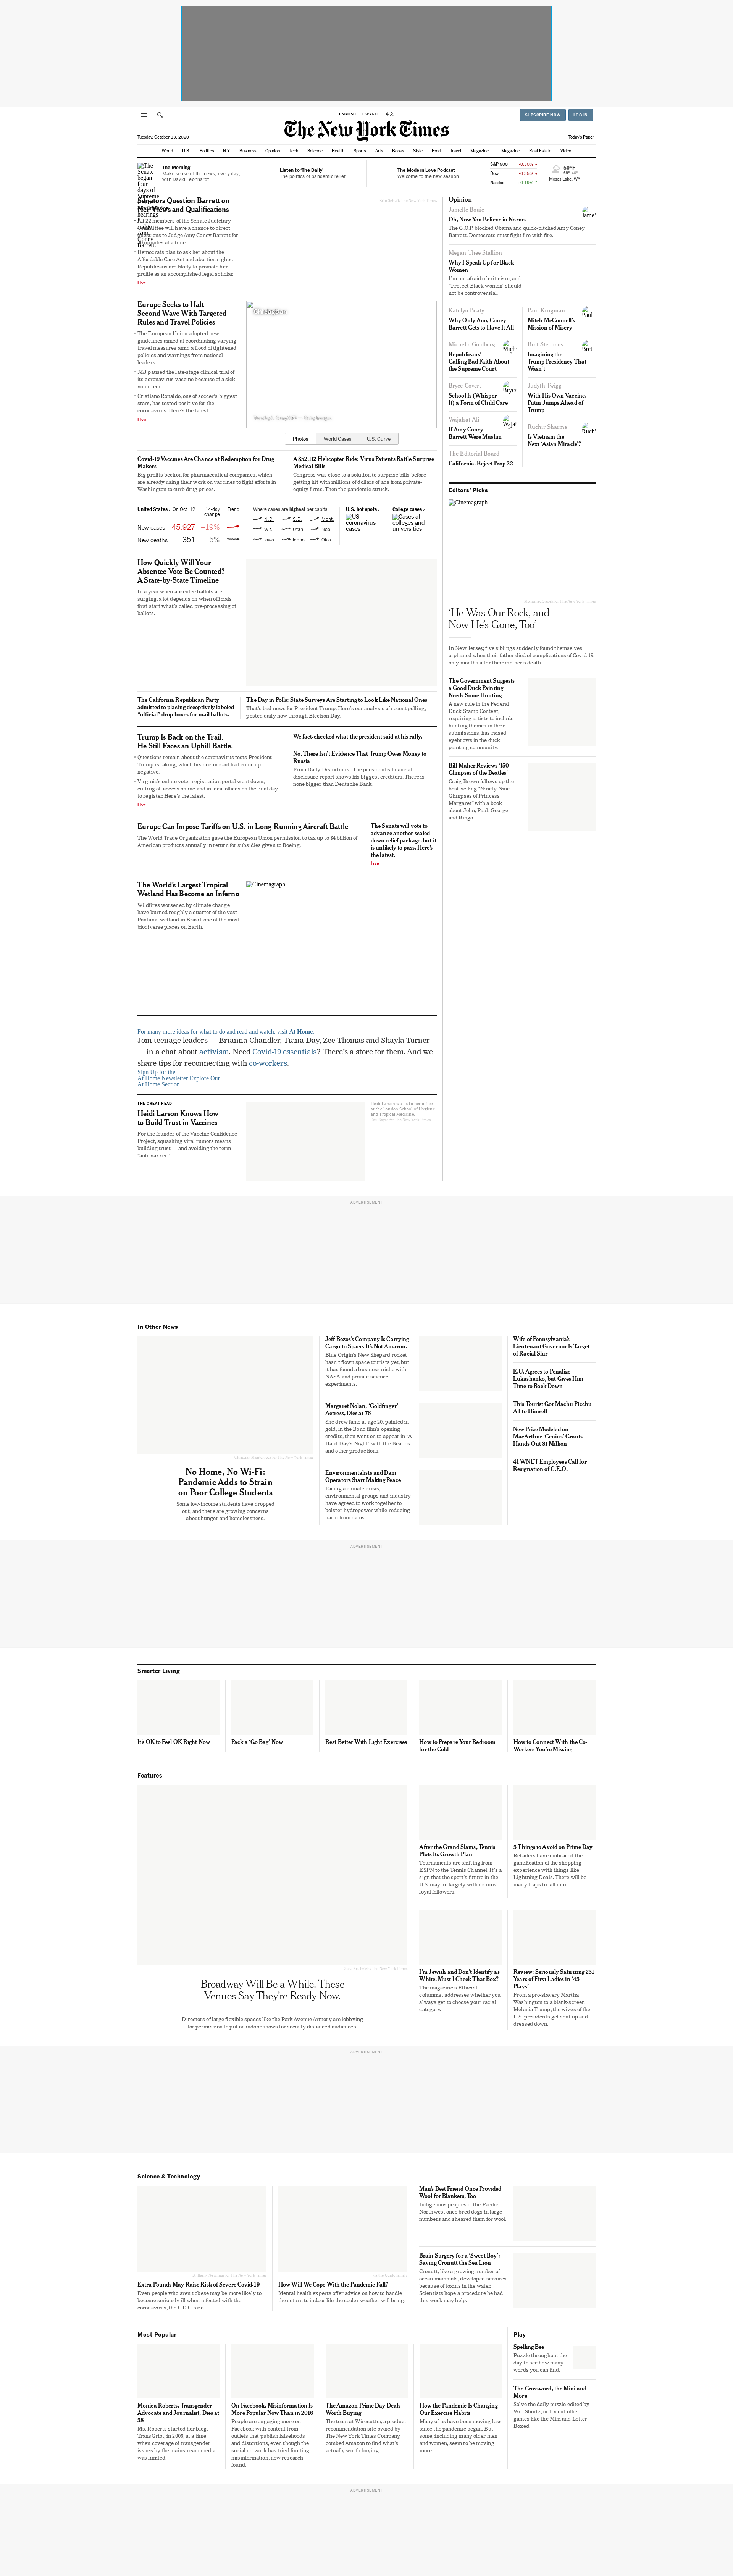 ENGLISH ESPAÑOL 中文
SUBSCRIBE NOW LOG IN
The New York Times
Tuesday, October 13, 2020
Today's Paper
World U.S. Politics N.Y. Business Opinion Tech Science Health Sports Arts Books Style Food Travel Magazine T Magazine Real Estate Video
The Morning
Make sense of the news, every day, with David Leonhardt.
Listen to 'The Daily'
The politics of pandemic relief.
The Modern Love Podcast
Welcome to the new season.
S&P 500 -0.30% ↓
Dow -0.35% ↓
Nasdaq +0.19% ↑
50°F
Moses Lake, WA
Senators Question Barrett on
Her Views and Qualifications
All 22 members of the Senate Judiciary
Committee will have a chance to direct
questions to Judge Amy Coney Barrett for
30 minutes at a time.
Democrats plan to ask her about the
Affordable Care Act and abortion rights.
Republicans are likely to promote her
profile as an accomplished legal scholar.
Live
Europe Seeks to Halt
Second Wave With Targeted
Rules and Travel Policies
The European Union adopted new
guidelines aimed at coordinating varying
travel measures amid a flood of tightened
policies and warnings from national
leaders.
J&J paused the late-stage clinical trial of
its coronavirus vaccine because of a sick
volunteer.
Cristiano Ronaldo, one of soccer's biggest
stars, has tested positive for the
coronavirus. Here's the latest.
Live
Washington
Timothy A. Clary/AFP — Getty Images
Photos World Cases U.S. Curve
Covid-19 Vaccines Are Chance at Redemption for Drug
Makers
Big profits beckon for pharmaceutical companies, which
are already using their work on vaccines to fight efforts in
Washington to curb drug prices.
A $52,112 Helicopter Ride: Virus Patients Battle Surprise
Medical Bills
Congress was close to a solution to surprise bills before
getting hit with millions of dollars of ads from private-
equity firms. Then the pandemic struck.
United States › On Oct. 12 14-day change Trend
New cases 45,927 +19%
New deaths 351 –5%
Where cases are highest per capita
N.D. S.D. Mont.
Wis. Utah Neb.
Iowa Idaho Okla.
U.S. hot spots ›
US coronavirus cases
College cases ›
Cases at colleges and universities
How Quickly Will Your
Absentee Vote Be Counted?
A State-by-State Timeline
In a year when absentee ballots are
surging, a lot depends on when officials
first start what's called pre-processing of
ballots.
The California Republican Party
admitted to placing deceptively labeled
"official" drop boxes for mail ballots.
The Day in Polls: State Surveys Are Starting to Look Like National Ones
That's bad news for President Trump. Here's our analysis of recent polling,
posted daily now through Election Day.
Trump Is Back on the Trail.
He Still Faces an Uphill Battle.
Questions remain about the coronavirus tests President
Trump is taking, which his doctor said had come up
negative.
Virginia's online voter registration portal went down,
cutting off access online and in local offices on the final day
to register. Here's the latest.
Live
We fact-checked what the president said at his rally.
No, There Isn't Evidence That Trump Owes Money to
Russia
From Daily Distortions: The president's financial
disclosure report shows his biggest creditors. There is
none bigger than Deutsche Bank.
Europe Can Impose Tariffs on U.S. in Long-Running Aircraft Battle
The World Trade Organization gave the European Union permission to tax up to $4 billion of
American products annually in return for subsidies given to Boeing.
The Senate will vote to
advance another scaled-
down relief package, but it
is unlikely to pass. Here's
the latest.
Live
The World's Largest Tropical
Wetland Has Become an Inferno
Wildfires worsened by climate change
have burned roughly a quarter of the vast
Pantanal wetland in Brazil, one of the most
biodiverse places on Earth.
Cinemagraph
For many more ideas for what to do and read and watch, visit At Home.
Join teenage leaders — Brianna Chandler, Tiana Day, Zee Thomas and Shayla Turner
— in a chat about activism. Need Covid-19 essentials? There's a store for them. And we
share tips for reconnecting with co-workers.
Sign Up for the
At Home Newsletter Explore Our
At Home Section
THE GREAT READ
Heidi Larson Knows How
to Build Trust in Vaccines
For the founder of the Vaccine Confidence
Project, squashing viral rumors means
building trust — and avoiding the term
"anti-vaxxer."
Heidi Larson walks to her office
at the London School of Hygiene
and Tropical Medicine.
Opinion
Jamelle Bouie
Oh, Now You Believe in Norms
The G.O.P. blocked Obama and quick-pitched Amy Coney
Barrett. Democrats must fight fire with fire.
Megan Thee Stallion
Why I Speak Up for Black
Women
I'm not afraid of criticism, and
"Protect Black women" should
not be controversial.
Katelyn Beaty
Why Only Amy Coney
Barrett Gets to Have It All
Michelle Goldberg
Republicans'
Galling Bad Faith About
the Supreme Court
Bryce Covert
School Is (Whisper
It) a Form of Child Care
Wajahat Ali
If Amy Coney
Barrett Were Muslim
The Editorial Board
California, Reject Prop 22
Paul Krugman
Mitch McConnell's
Mission of Misery
Bret Stephens
Imagining the
Trump Presidency That
Wasn't
Judyth Twigg
With His Own Vaccine,
Putin Jumps Ahead of
Trump
Ruchir Sharma
Is Vietnam the
Next 'Asian Miracle'?
Editors' Picks
Cinemagraph
'He Was Our Rock, and
Now He's Gone, Too'
In New Jersey, five siblings suddenly found themselves
orphaned when their father died of complications of Covid-19,
only months after their mother's death.
The Government Suggests
a Good Duck Painting
Needs Some Hunting
A new rule in the Federal
Duck Stamp Contest,
requiring artists to include
hunting themes in their
submissions, has raised
eyebrows in the duck
painting community.
Bill Maher Reviews '150
Glimpses of the Beatles'
Craig Brown follows up the
best-selling "Ninety-Nine
Glimpses of Princess
Margaret" with a book
about John, Paul, George
and Ringo.
ADVERTISEMENT
In Other News
No Home, No Wi-Fi:
Pandemic Adds to Strain
on Poor College Students
Some low-income students have dropped
out, and there are growing concerns
about hunger and homelessness.
Jeff Bezos's Company Is Carrying
Cargo to Space. It's Not Amazon.
Blue Origin's New Shepard rocket
hasn't flown space tourists yet, but
it has found a business niche with
NASA and private science
experiments.
Margaret Nolan, 'Goldfinger'
Actress, Dies at 76
She drew fame at age 20, painted in
gold, in the Bond film's opening
credits, then went on to appear in "A
Hard Day's Night" with the Beatles
and other productions.
Environmentalists and Dam
Operators Start Making Peace
Facing a climate crisis,
environmental groups and industry
have agreed to work together to
bolster hydropower while reducing
harm from dams.
Wife of Pennsylvania's
Lieutenant Governor Is Target
of Racial Slur
E.U. Agrees to Penalize
Lukashenko, but Gives Him
Time to Back Down
This Tourist Got Machu Picchu
All to Himself
New Prize Modeled on
MacArthur 'Genius' Grants
Hands Out $1 Million
41 WNET Employees Call for
Resignation of C.E.O.
ADVERTISEMENT
Smarter Living
It's OK to Feel OK Right Now
Pack a 'Go Bag' Now
Rest Better With Light Exercises
How to Prepare Your Bedroom
for the Cold
How to Connect With the Co-
Workers You're Missing
Features
Broadway Will Be a While. These
Venues Say They're Ready Now.
Directors of large flexible spaces like the Park Avenue Armory are lobbying
for permission to put on indoor shows for socially distanced audiences.
After the Grand Slams, Tennis
Plots Its Growth Plan
Tournaments are shifting from
ESPN to the Tennis Channel. It's a
sign that the sport's future in the
U.S. may lie largely with its most
loyal followers.
5 Things to Avoid on Prime Day
Retailers have embraced the
gamification of the shopping
experience with things like
Lightning Deals. There will be
many traps to fall into.
I'm Jewish and Don't Identify as
White. Must I Check That Box?
The magazine's Ethicist
columnist addresses whether you
always get to choose your racial
category.
Review: Seriously Satirizing 231
Years of First Ladies in '45
Plays'
From a pro-slavery Martha
Washington to a blank-screen
Melania Trump, the wives of the
U.S. presidents get sent up and
dressed down.
ADVERTISEMENT
Science & Technology
Extra Pounds May Raise Risk of Severe Covid-19
Even people who aren't obese may be more likely to
become seriously ill when infected with the
coronavirus, the C.D.C. said.
How Will We Cope With the Pandemic Fall?
Mental health experts offer advice on how to handle
the return to indoor life the cooler weather will bring.
Man's Best Friend Once Provided
Wool for Blankets, Too
Indigenous peoples of the Pacific
Northwest once bred dogs in large
numbers and sheared them for wool.
Brain Surgery for a 'Sweet Boy':
Saving Cronutt the Sea Lion
Cronutt, like a growing number of
ocean mammals, developed seizures
because of toxins in the water.
Scientists hope a procedure he had
this week may help.
Most Popular
Monica Roberts, Transgender
Advocate and Journalist, Dies at
58
Ms. Roberts started her blog,
TransGriot, in 2006, at a time
when coverage of transgender
issues by the mainstream media
was limited.
On Facebook, Misinformation Is
More Popular Now Than in 2016
People are engaging more on
Facebook with content from
outlets that publish falsehoods
and distortions, even though the
social network has tried limiting
misinformation, new research
found.
The Amazon Prime Day Deals
Worth Buying
The team at Wirecutter, a product
recommendation site owned by
The New York Times Company,
combed Amazon to find what's
actually worth buying.
How the Pandemic Is Changing
Our Exercise Habits
Many of us have been moving less
since the pandemic began. But
some, including many older men
and women, seem to be moving
more.
Play
Spelling Bee
Puzzle throughout the
day to see how many
words you can find.
The Crossword, the Mini and
More
Solve the daily puzzle edited by
Will Shortz, or try out other
games like the Mini and Letter
Boxed.
ADVERTISEMENT